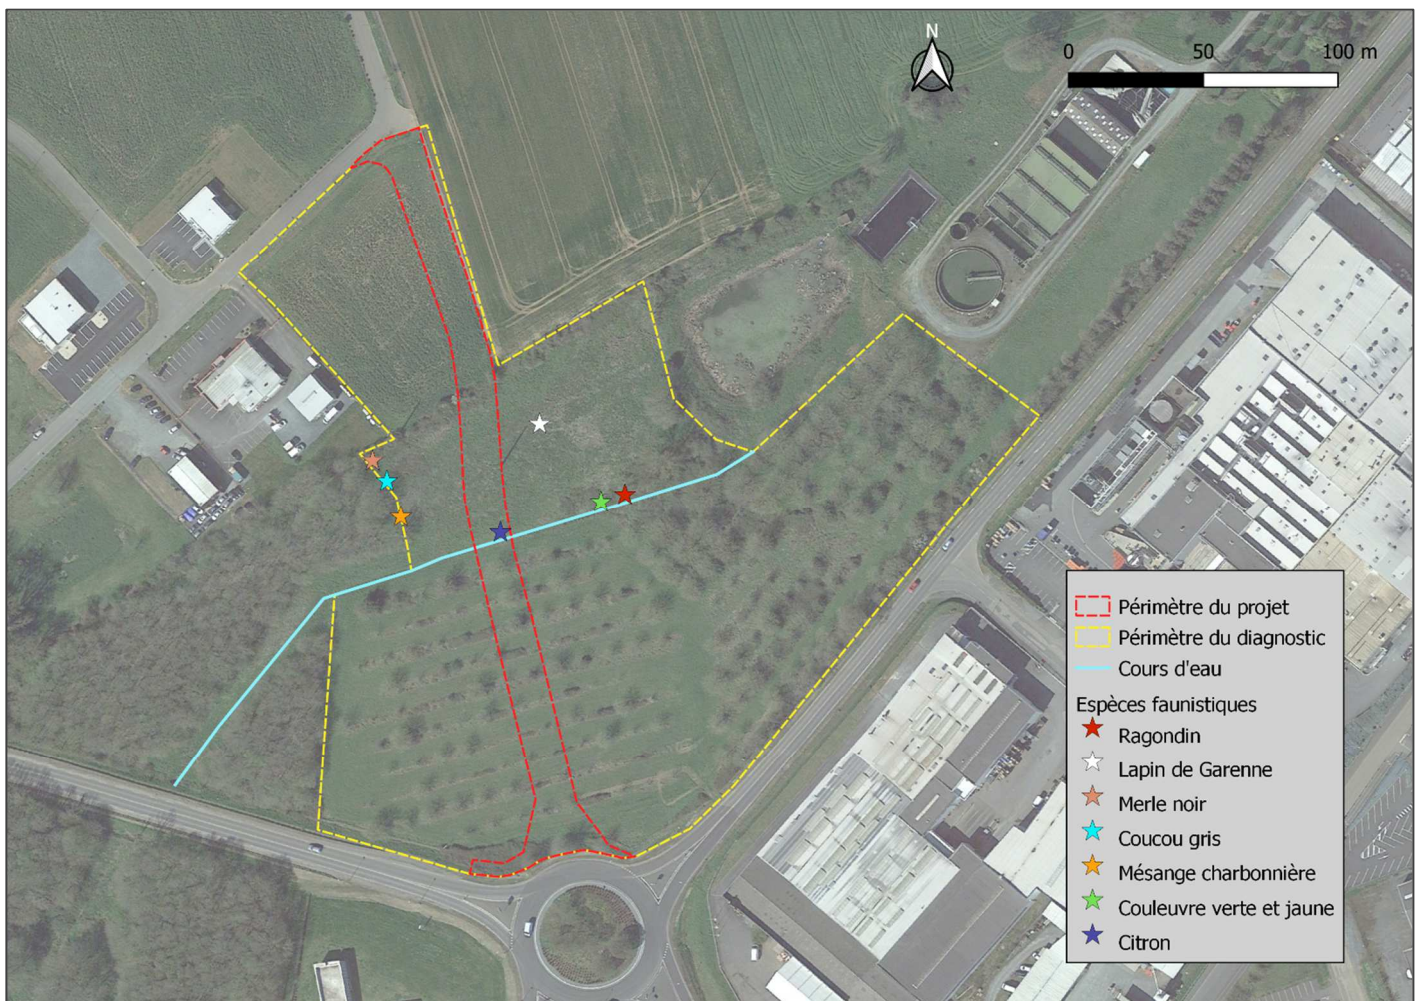 N
0 50 100 m
Périmètre du projet
Périmètre du diagnostic
Cours d'eau
Espèces faunistiques
Ragondin
Lapin de Garenne
Merle noir
Coucou gris
Mésange charbonnière
Couleuvre verte et jaune
Citron